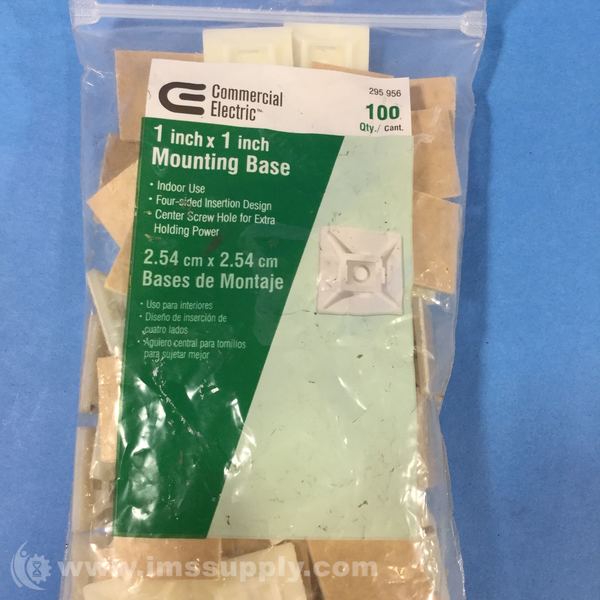 Commercial
Electric™
295 956
100
Qty./ Cant.
1 inch x 1 inch
Mounting Base
• Indoor Use
• Four-sided Insertion Design
• Center Screw Hole for Extra
Holding Power
2.54 cm x 2.54 cm
Bases de Montaje
• Uso para interiores
• Diseño de inserción de
cuatro lados
• Agujero central para tornillos
para sujetar mejor
www.imssupply.com